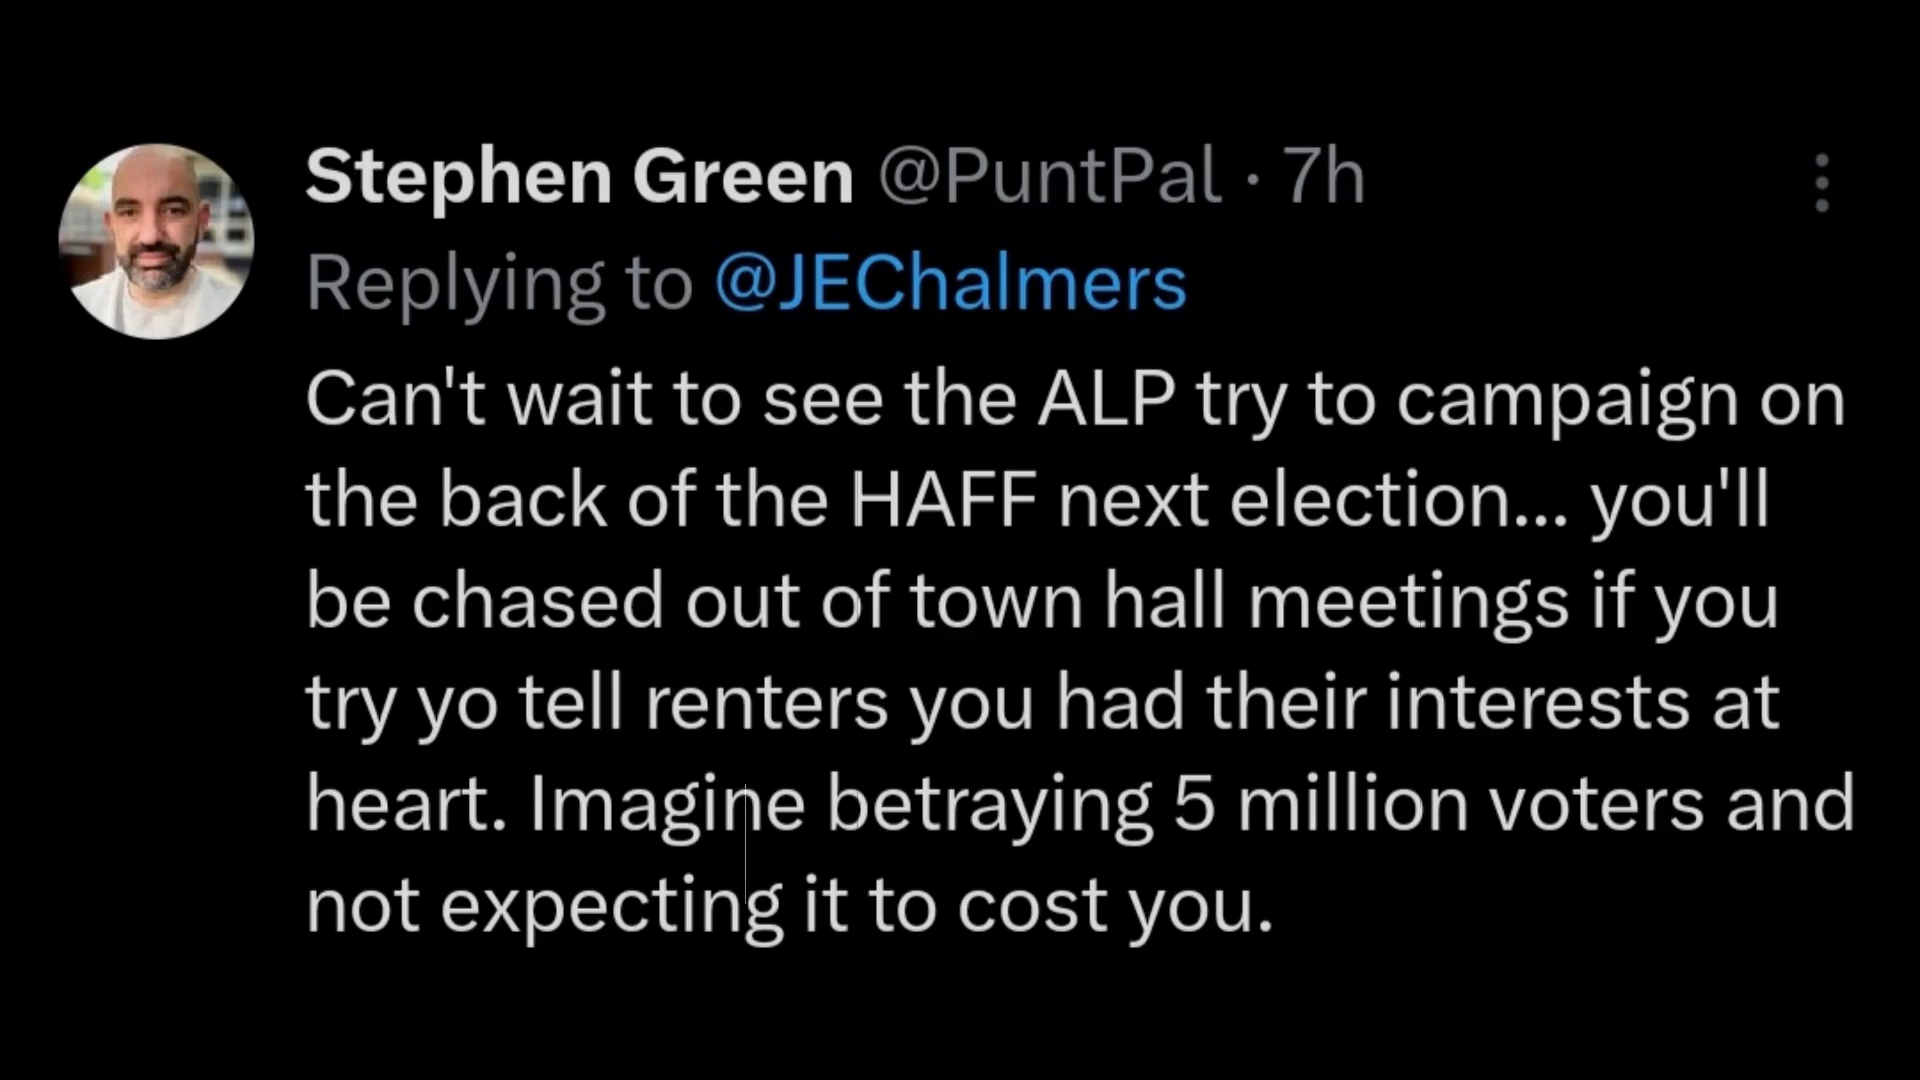 Stephen Green @PuntPal · 7h
Replying to @JEChalmers
Can't wait to see the ALP try to campaign on
the back of the HAFF next election... you'll
be chased out of town hall meetings if you
try yo tell renters you had their interests at
heart. Imagine betraying 5 million voters and
not expecting it to cost you.